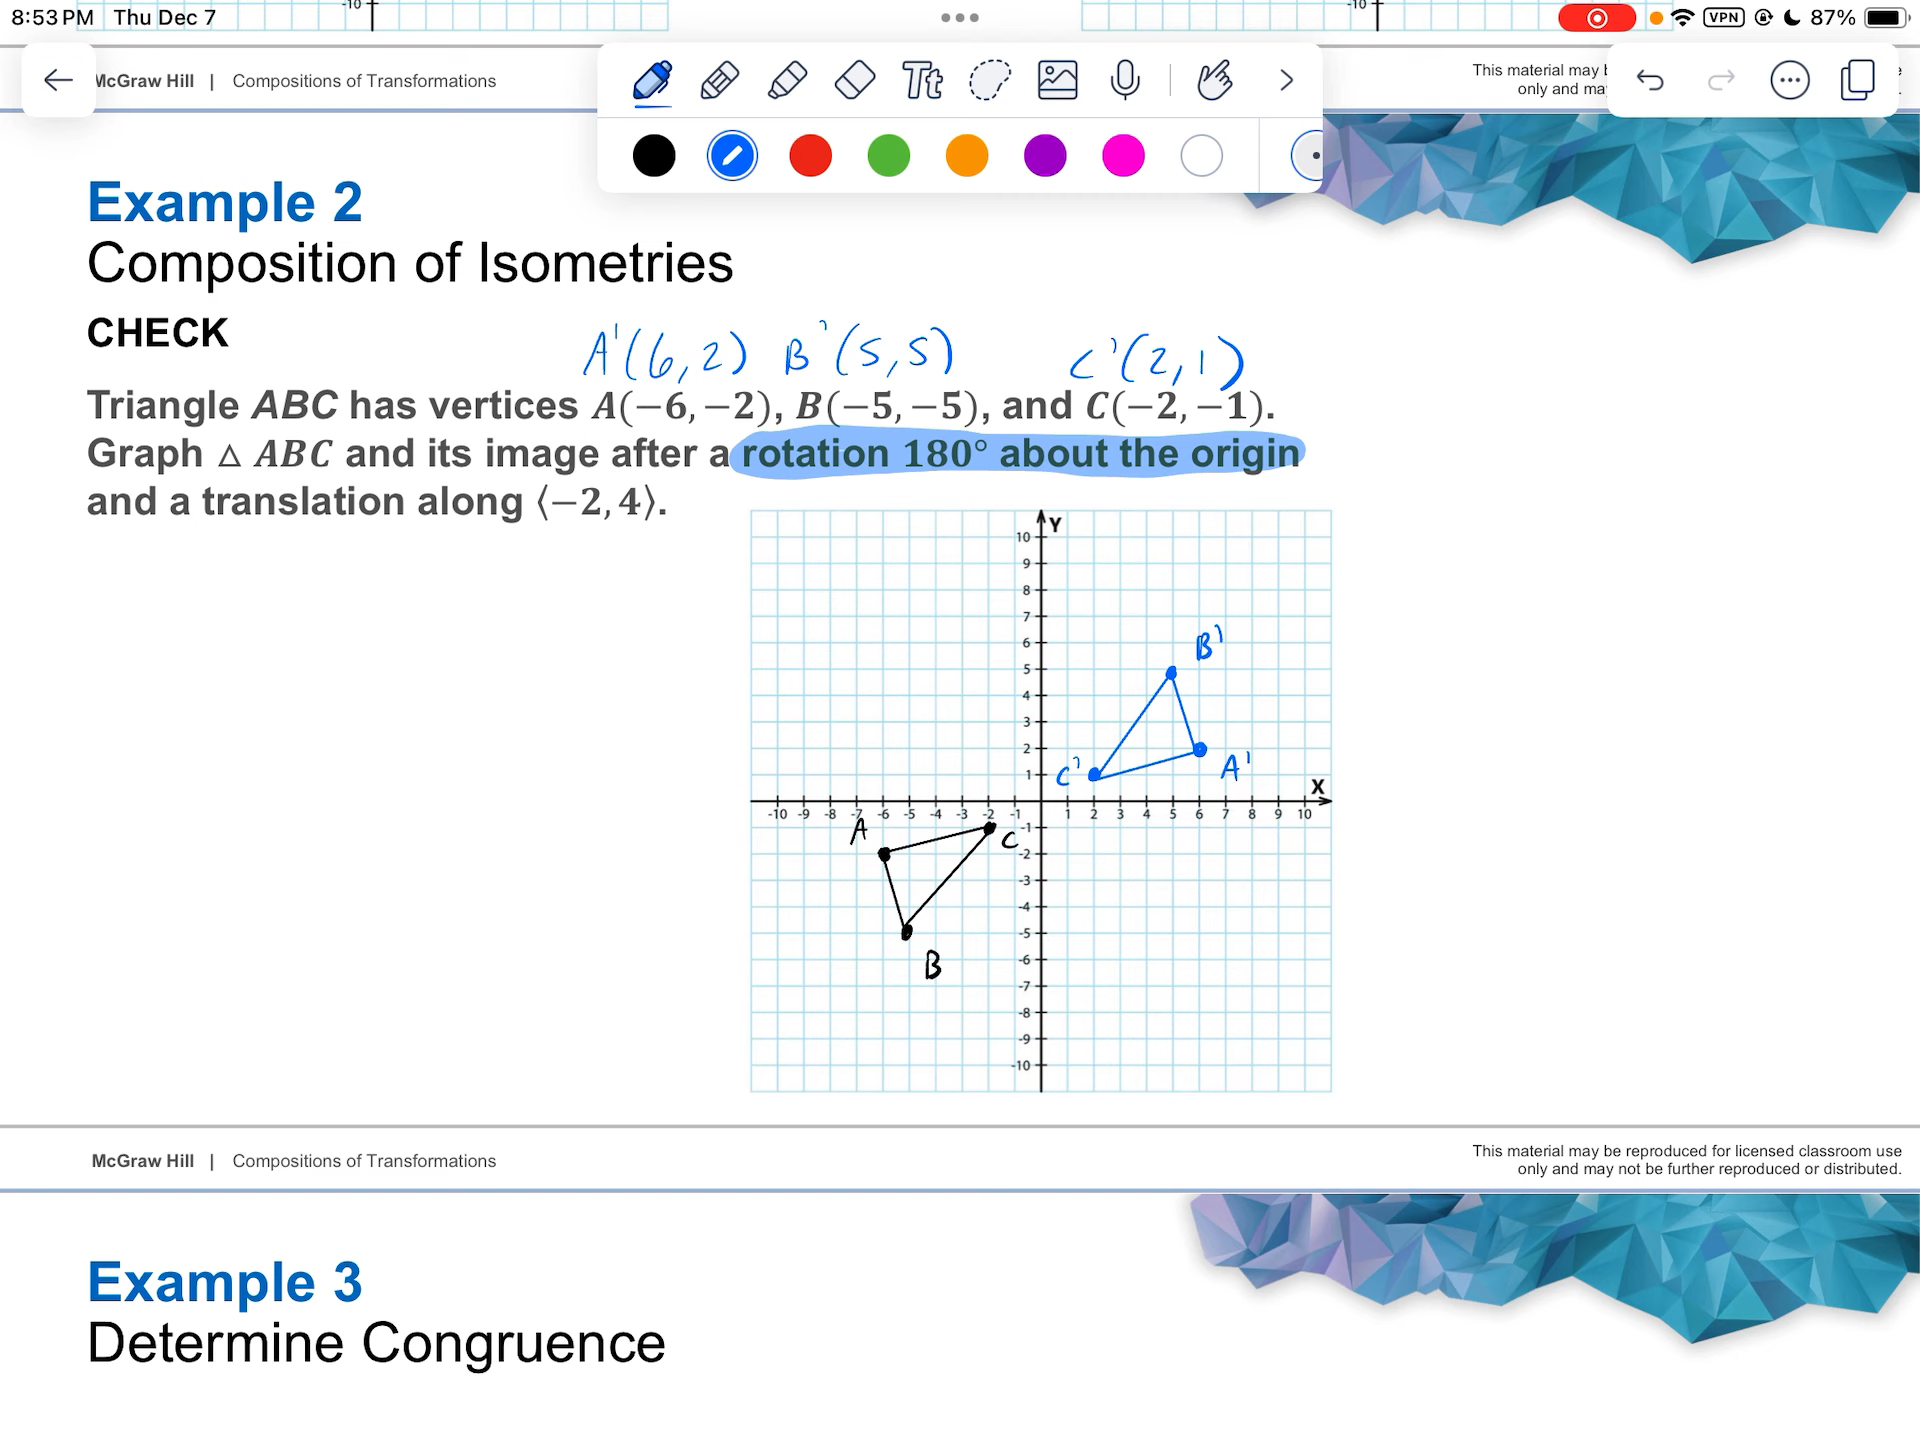 8:53 PM Thu Dec 7
VPN 87%
-10
-10
McGraw Hill | Compositions of Transformations
This material may b
only and ma
Tt
Example 2
Composition of Isometries
CHECK
A'(6,2) B'(5,5) C'(2,1)
Triangle ABC has vertices A(−6, −2), B(−5, −5), and C(−2, −1).
Graph △ ABC and its image after a rotation 180° about the origin
and a translation along ⟨−2, 4⟩.
Y
10
9
8
7
6
B'
5
4
3
2
1
C'
A'
X
-10 -9 -8 -7 -6 -5 -4 -3 -2 -1 1 2 3 4 5 6 7 8 9 10
A
C
-1
-2
-3
-4
-5
B
-6
-7
-8
-9
-10
McGraw Hill | Compositions of Transformations
This material may be reproduced for licensed classroom use
only and may not be further reproduced or distributed.
Example 3
Determine Congruence